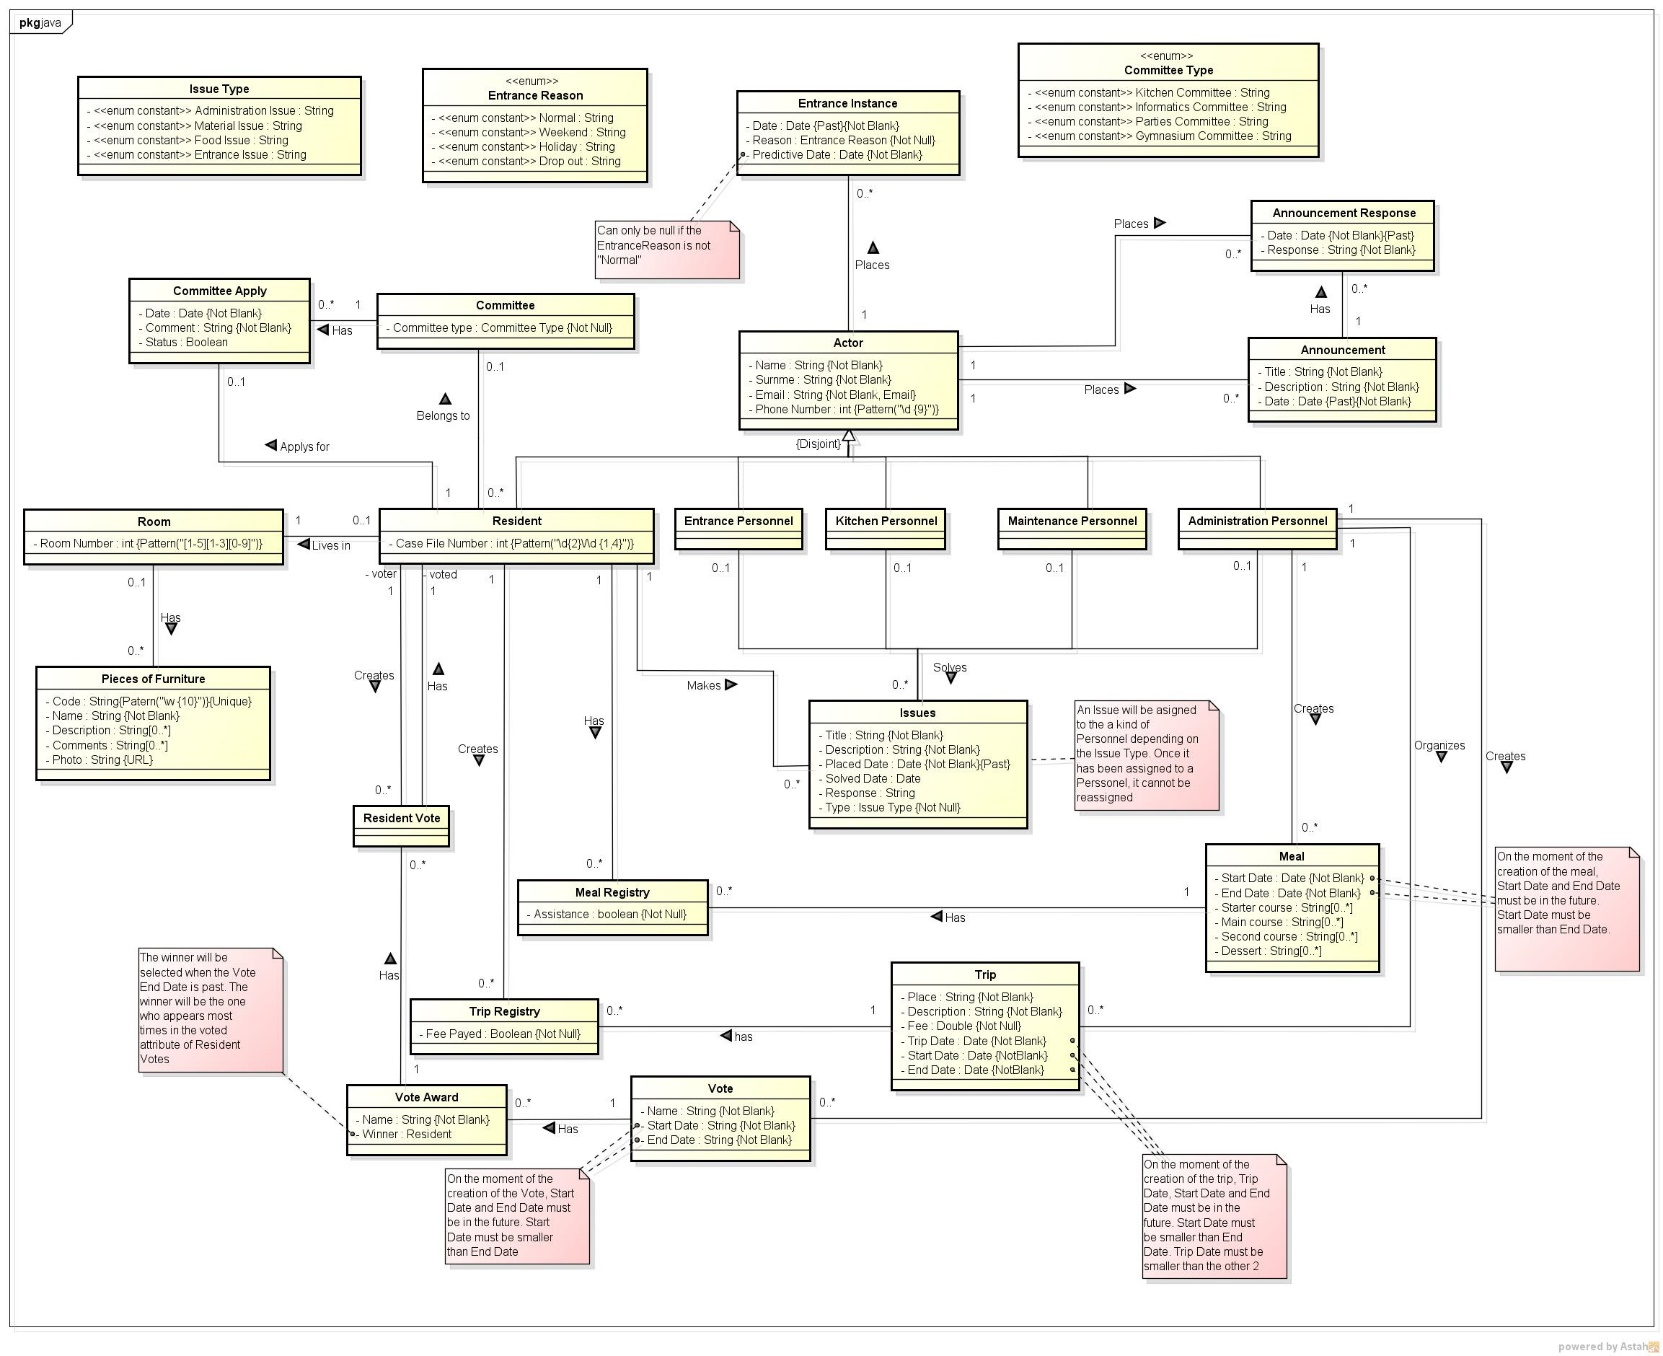 pkg java
Issue Type
- <<enum constant>> Administration Issue : String
- <<enum constant>> Material Issue : String
- <<enum constant>> Food Issue : String
- <<enum constant>> Entrance Issue : String
<<enum>>
Entrance Reason
- <<enum constant>> Normal : String
- <<enum constant>> Weekend : String
- <<enum constant>> Holiday : String
- <<enum constant>> Drop out : String
Entrance Instance
- Date : Date {Past}{Not Blank}
- Reason : Entrance Reason {Not Null}
- Predictive Date : Date {Not Blank}
<<enum>>
Committee Type
- <<enum constant>> Kitchen Committee : String
- <<enum constant>> Informatics Committee : String
- <<enum constant>> Parties Committee : String
- <<enum constant>> Gymnasium Committee : String
Can only be null if the
EntranceReason is not
"Normal"
0..*
Places
1
Places
0..*
Announcement Response
- Date : Date {Not Blank}{Past}
- Response : String {Not Blank}
0..*
Has
1
Committee Apply
- Date : Date {Not Blank}
- Comment : String {Not Blank}
- Status : Boolean
0..*
1
Has
Committee
- Committee type : Committee Type {Not Null}
Actor
- Name : String {Not Blank}
- Surnme : String {Not Blank}
- Email : String {Not Blank, Email}
- Phone Number : int {Pattern("\d {9}")}
1
1
Places
0..*
Announcement
- Title : String {Not Blank}
- Description : String {Not Blank}
- Date : Date {Past}{Not Blank}
0..1
Applys for
1
0..1
Belongs to
0..*
{Disjoint}
Room
- Room Number : int {Pattern("[1-5][1-3][0-9]")}
1
0..1
Lives in
Resident
- Case File Number : int {Pattern("\d{2}\/\d {1,4}")}
Entrance Personnel
Kitchen Personnel
Maintenance Personnel
Administration Personnel
1
1
0..1
Has
0..*
- voter
1
- voted
1
1
1
1
0..1
0..1
0..1
0..1
1
Pieces of Furniture
- Code : String{Patern("\w {10}")}{Unique}
- Name : String {Not Blank}
- Description : String[0..*]
- Comments : String[0..*]
- Photo : String {URL}
Creates
Has
Creates
Has
Makes
Solves
0..*
0..*
Creates
Organizes
Creates
Issues
- Title : String {Not Blank}
- Description : String {Not Blank}
- Placed Date : Date {Not Blank}{Past}
- Solved Date : Date
- Response : String
- Type : Issue Type {Not Null}
An Issue will be asigned
to the a kind of
Personnel depending on
the Issue Type. Once it
has been assigned to a
Perssonel, it cannot be
reassigned
0..*
Resident Vote
0..*
0..*
Meal Registry
- Assistance : boolean {Not Null}
0..*
1
Has
0..*
Meal
- Start Date : Date {Not Blank}
- End Date : Date {Not Blank}
- Starter course : String[0..*]
- Main course : String[0..*]
- Second course : String[0..*]
- Dessert : String[0..*]
On the moment of the
creation of the meal,
Start Date and End Date
must be in the future.
Start Date must be
smaller than End Date.
The winner will be
selected when the Vote
End Date is past. The
winner will be the one
who appears most
times in the voted
attribute of Resident
Votes
Has
1
0..*
Trip Registry
- Fee Payed : Boolean {Not Null}
0..*
1
has
Trip
- Place : String {Not Blank}
- Description : String {Not Blank}
- Fee : Double {Not Null}
- Trip Date : Date {Not Blank}
- Start Date : Date {NotBlank}
- End Date : Date {NotBlank}
0..*
Vote Award
- Name : String {Not Blank}
- Winner : Resident
0..*
1
Has
Vote
- Name : String {Not Blank}
- Start Date : String {Not Blank}
- End Date : String {Not Blank}
0..*
On the moment of the
creation of the Vote, Start
Date and End Date must
be in the future. Start
Date must be smaller
than End Date
On the moment of the
creation of the trip, Trip
Date, Start Date and End
Date must be in the
future. Start Date must
be smaller than End
Date. Trip Date must be
smaller than the other 2
powered by Astah